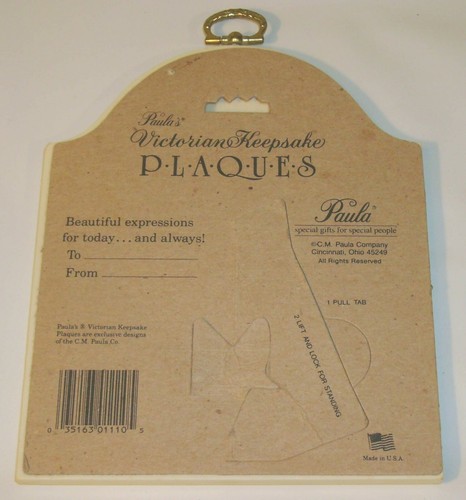 Paula's™
Victorian Keepsake
P·L·A·Q·U·E·S
Beautiful expressions
for today...and always!
To
From
Paula™
special gifts for special people®
©C.M. Paula Company
Cincinnati, Ohio 45249
All Rights Reserved
1 PULL TAB
2 LIFT AND LOCK FOR STANDING
Paula's ® Victorian Keepsake
Plaques are exclusive designs
of the C.M. Paula Co
0 35163 01110 5
Made in U.S.A.